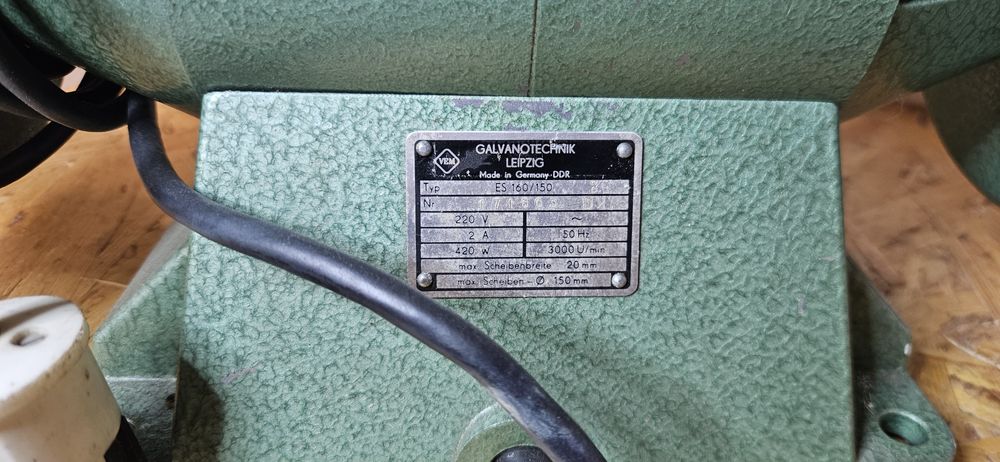 VEM
GALVANOTECHNIK
LEIPZIG
Made in Germany-DDR
Typ ES 160/150
Nr
220 V ~
2 A 50 Hz
420 W 3000 U/min
max. Scheibenbreite 20 mm
max. Scheiben - Ø 150 mm